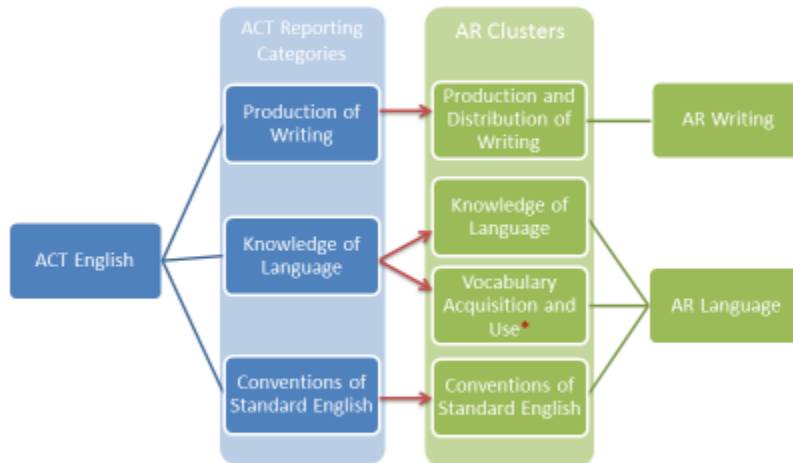 ACT Reporting
Categories
AR Clusters
Production of
Writing
Production and
Distribution of
Writing
AR Writing
ACT English
Knowledge of
Language
Knowledge of
Language
Vocabulary
Acquisition and
Use*
AR Language
Conventions of
Standard English
Conventions of
Standard English